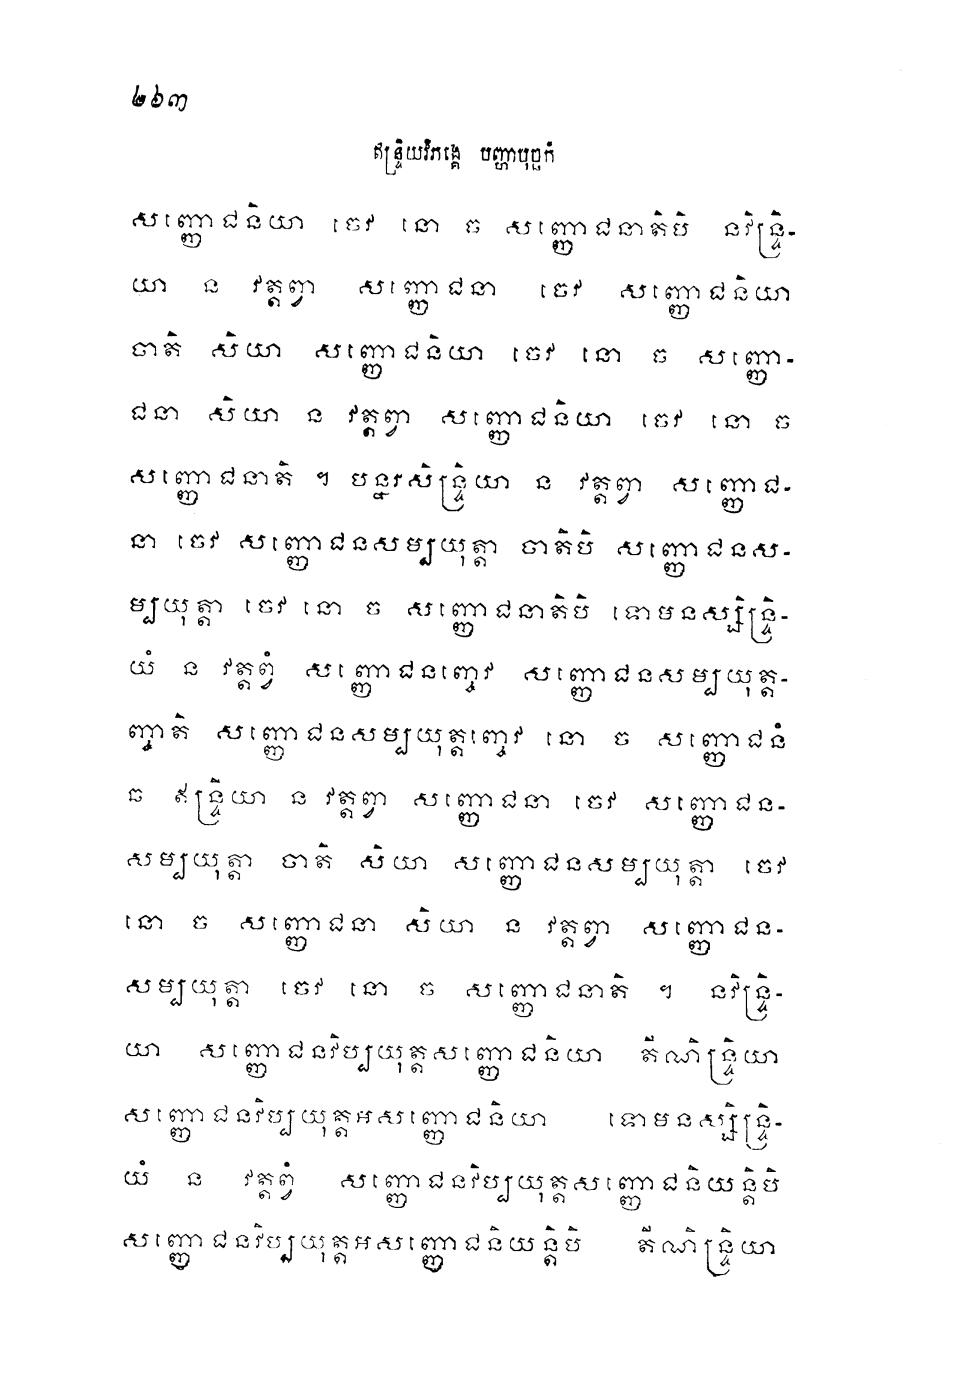 ២៦៣
ឥន្ទ្រិយវិភង្គេ បញ្ហាបុច្ឆកំ
សញ្ញោជនិយា ចេវ នោ ច សញ្ញោជនាតិបិ នវិន្ទ្រិ-
យា ន វត្តព្វា សញ្ញោជនា ចេវ សញ្ញោជនិយា
ចាតិ សិយា សញ្ញោជនិយា ចេវ នោ ច សញ្ញោ-
ជនា សិយា ន វត្តព្វា សញ្ញោជនិយា ចេវ នោ ច
សញ្ញោជនាតិ ។ បន្នរសិន្ទ្រិយា ន វត្តព្វា សញ្ញោជ-
នា ចេវ សញ្ញោជនសម្បយុត្តា ចាតិបិ សញ្ញោជនស-
ម្បយុត្តា ចេវ នោ ច សញ្ញោជនាតិបិ ទោមនស្សិន្ទ្រិ-
យំ ន វត្តព្វំ សញ្ញោជនញ្ចេវ សញ្ញោជនសម្បយុត្ត-
ញ្ចាតិ សញ្ញោជនសម្បយុត្តញ្ចេវ នោ ច សញ្ញោជនំ
ឆ ឥន្ទ្រិយា ន វត្តព្វា សញ្ញោជនា ចេវ សញ្ញោជន-
សម្បយុត្តា ចាតិ សិយា សញ្ញោជនសម្បយុត្តា ចេវ
នោ ច សញ្ញោជនា សិយា ន វត្តព្វា សញ្ញោជន-
សម្បយុត្តា ចេវ នោ ច សញ្ញោជនាតិ ។ នវិន្ទ្រិ-
យា សញ្ញោជនវិប្បយុត្តសញ្ញោជនិយា តីណិន្ទ្រិយា
សញ្ញោជនវិប្បយុត្តអសញ្ញោជនិយា ទោមនស្សិន្ទ្រិ-
យំ ន វត្តព្វំ សញ្ញោជនវិប្បយុត្តសញ្ញោជនិយន្តិបិ
សញ្ញោជនវិប្បយុត្តអសញ្ញោជនិយន្តិបិ តីណិន្ទ្រិយា